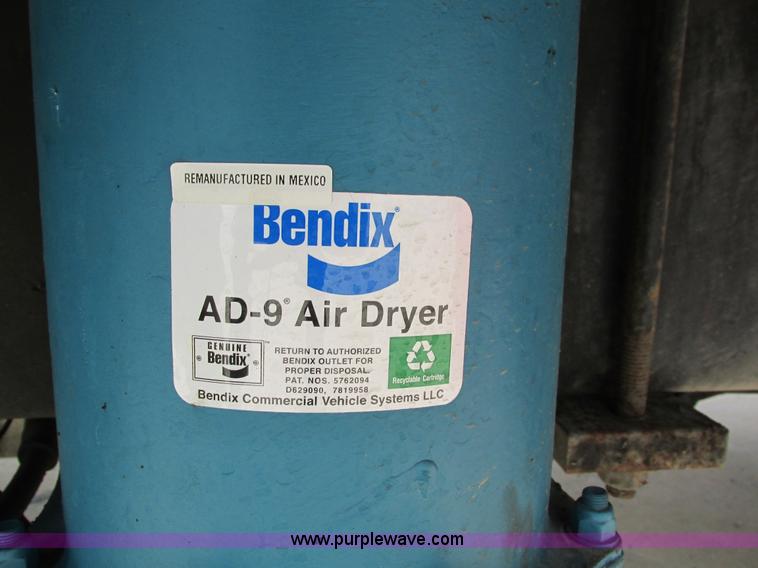 REMANUFACTURED IN MEXICO
Bendix®
AD-9® Air Dryer
GENUINE
® Bendix ®
™
RETURN TO AUTHORIZED
BENDIX OUTLET FOR
PROPER DISPOSAL
PAT. NOS. 5762094
D629090, 7819958
Recyclable Cartridge
Bendix Commercial Vehicle Systems LLC
www.purplewave.com